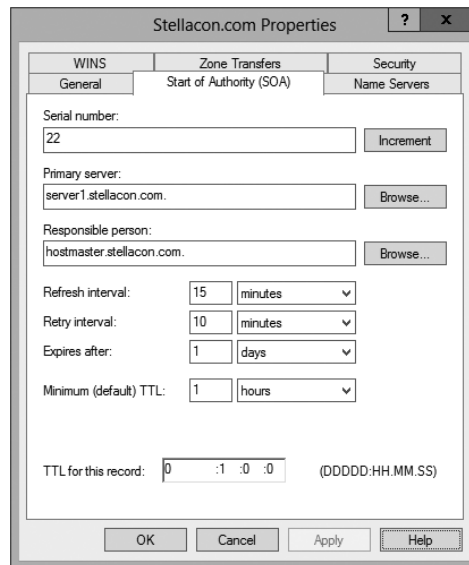 Stellacon.com Properties
? x
WINS Zone Transfers Security
General Start of Authority (SOA) Name Servers
Serial number:
22 Increment
Primary server:
server1.stellacon.com. Browse...
Responsible person:
hostmaster.stellacon.com. Browse...
Refresh interval: 15 minutes
Retry interval: 10 minutes
Expires after: 1 days
Minimum (default) TTL: 1 hours
TTL for this record: 0 :1 :0 :0 (DDDDD:HH.MM.SS)
OK Cancel Apply Help